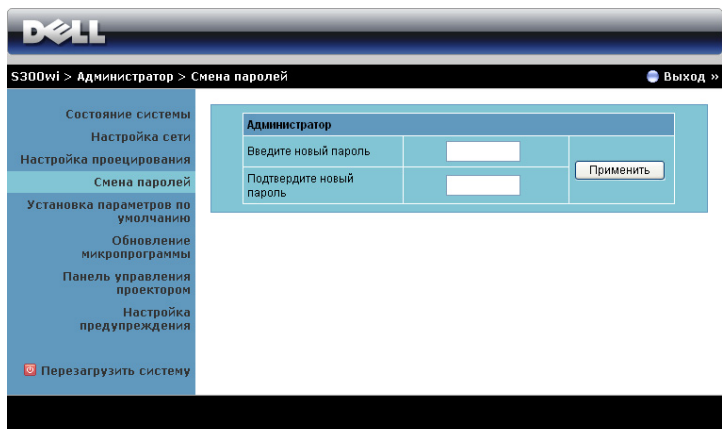 DELL
S300wi > Администратор > Смена паролей
Выход »
Состояние системы
Настройка сети
Настройка проецирования
Смена паролей
Установка параметров по
умолчанию
Обновление
микропрограммы
Панель управления
проектором
Настройка
предупреждения
Перезагрузить систему
Администратор
Введите новый пароль
Подтвердите новый
пароль
Применить